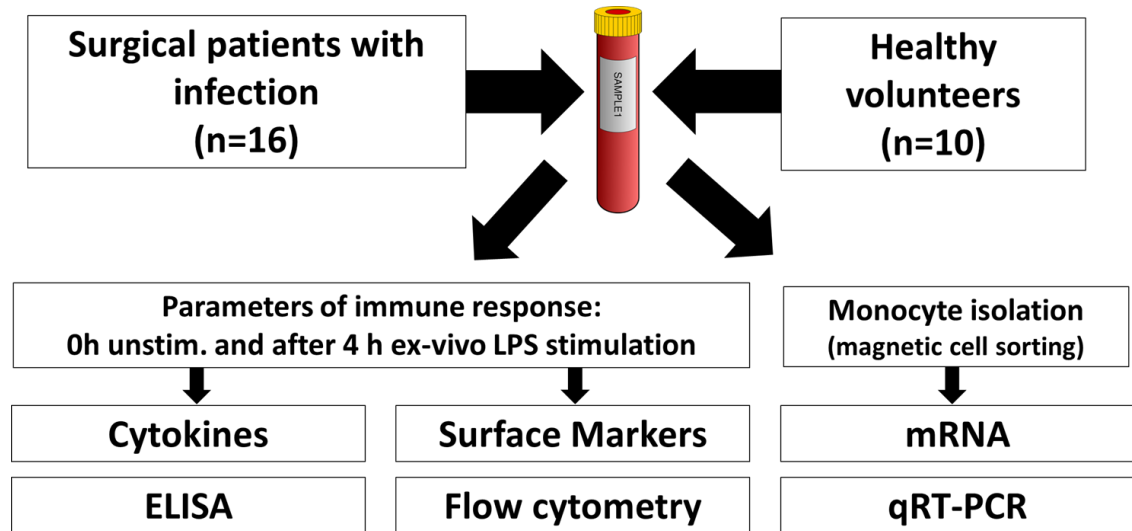 Surgical patients with
infection
(n=16)
SAMPLE1
Healthy
volunteers
(n=10)
Parameters of immune response:
0h unstim. and after 4 h ex-vivo LPS stimulation
Monocyte isolation
(magnetic cell sorting)
Cytokines
Surface Markers
mRNA
ELISA
Flow cytometry
qRT-PCR